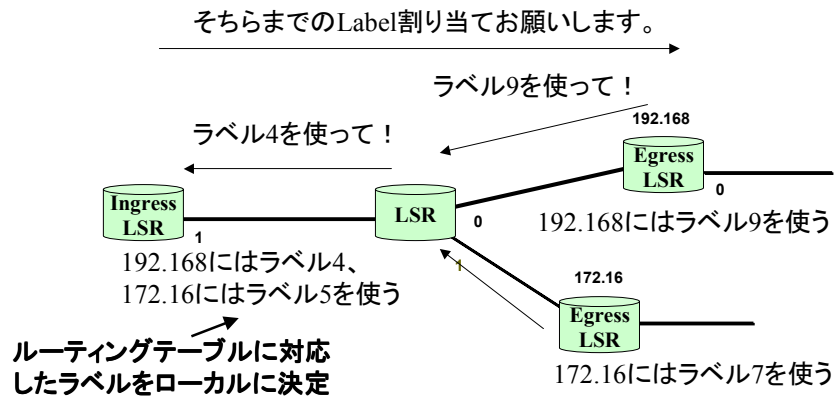 そちらまでのLabel割り当てお願いします。
ラベル9を使って！
ラベル4を使って！
192.168
Egress
LSR
0
Ingress
LSR
1
LSR
0
192.168にはラベル9を使う
192.168にはラベル4、
172.16にはラベル5を使う
1
172.16
Egress
LSR
ルーティングテーブルに対応
したラベルをローカルに決定
172.16にはラベル7を使う